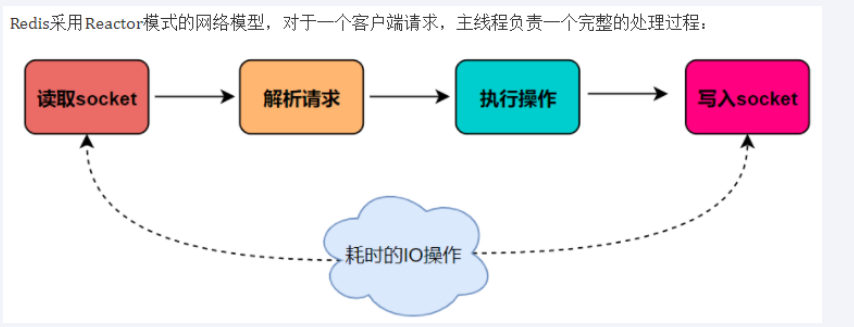 Redis采用Reactor模式的网络模型，对于一个客户端请求，主线程负责一个完整的处理过程：
读取socket
解析请求
执行操作
写入socket
耗时的IO操作